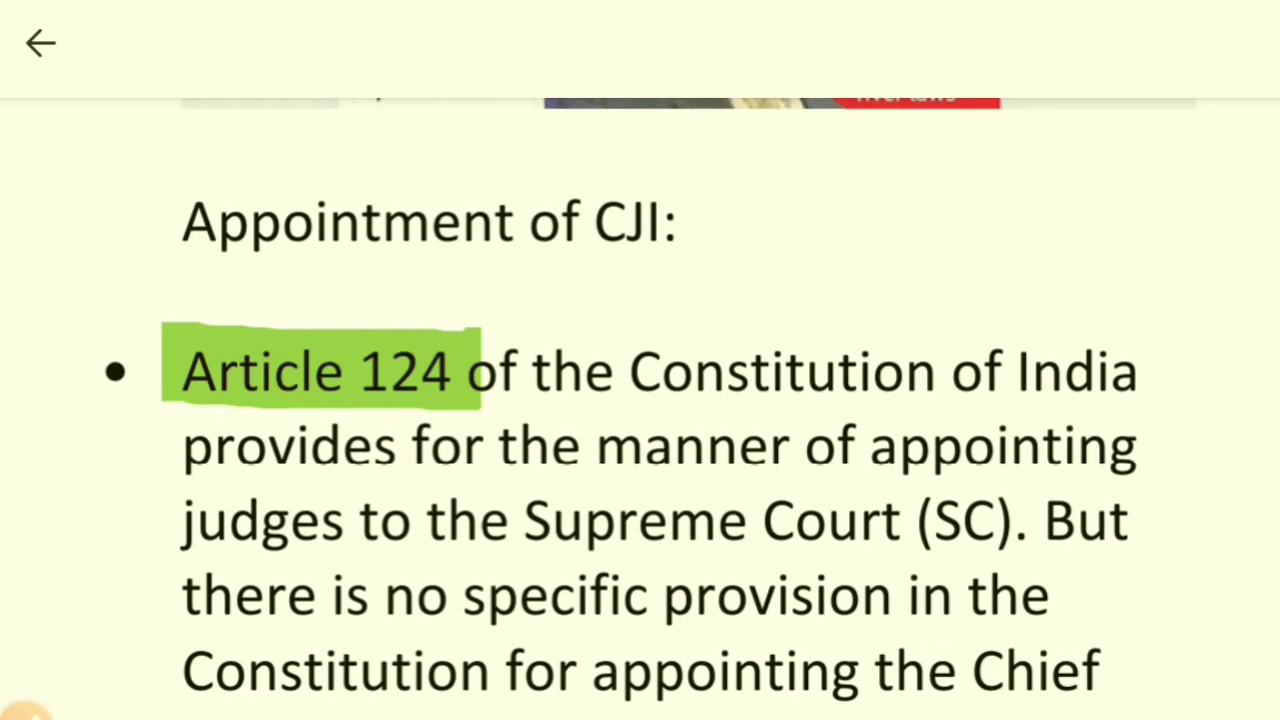 Appointment of CJI:
• Article 124 of the Constitution of India
provides for the manner of appointing
judges to the Supreme Court (SC). But
there is no specific provision in the
Constitution for appointing the Chief